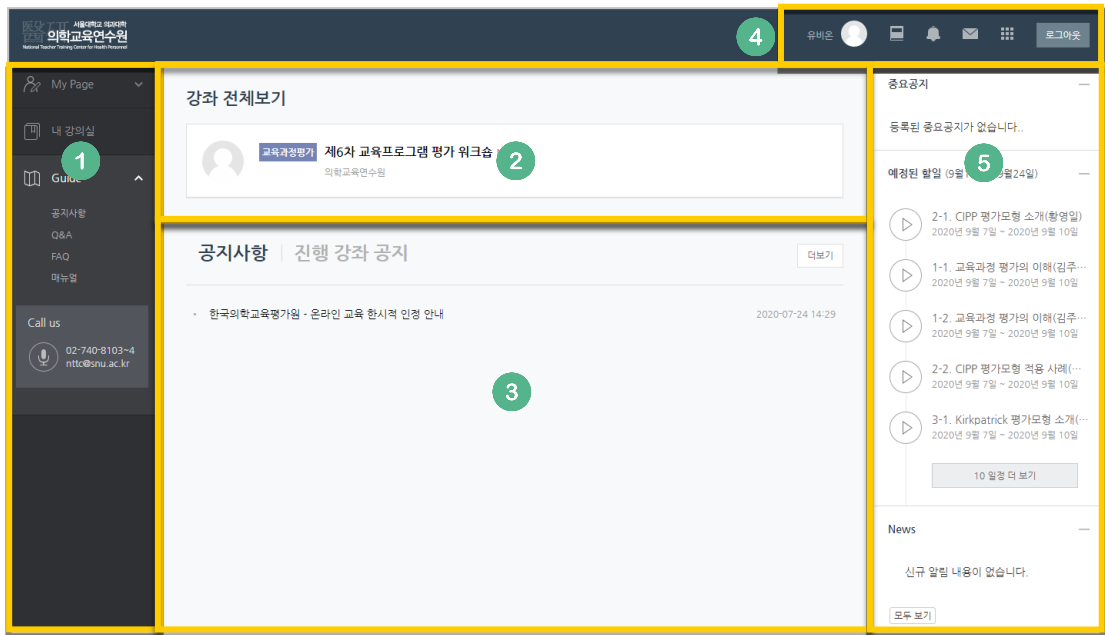 서울대학교 의과대학
의학교육연수원
National Teacher Training Center for Health Personnel
4
유비온
로그아웃
My Page
내 강의실
1
Guide
공지사항
Q&A
FAQ
매뉴얼
Call us
02-740-8103~4
nttc@snu.ac.kr
강좌 전체보기
교육과정평가 제6차 교육프로그램 평가 워크숍
2
의학교육연수원
공지사항 진행 강좌 공지
더보기
한국의학교육평가원 - 온라인 교육 한시적 인정 안내 2020-07-24 14:29
3
중요공지
등록된 중요공지가 없습니다..
5
예정된 할일 (9월 9월24일)
2-1. CIPP 평가모형 소개(황영일)
2020년 9월 7일 ~ 2020년 9월 10일
1-1. 교육과정 평가의 이해(김주…
2020년 9월 7일 ~ 2020년 9월 10일
1-2. 교육과정 평가의 이해(김주…
2020년 9월 7일 ~ 2020년 9월 10일
2-2. CIPP 평가모형 적용 사례(…
2020년 9월 7일 ~ 2020년 9월 10일
3-1. Kirkpatrick 평가모형 소개(…
2020년 9월 7일 ~ 2020년 9월 10일
10 일정 더 보기
News
신규 알림 내용이 없습니다.
모두 보기